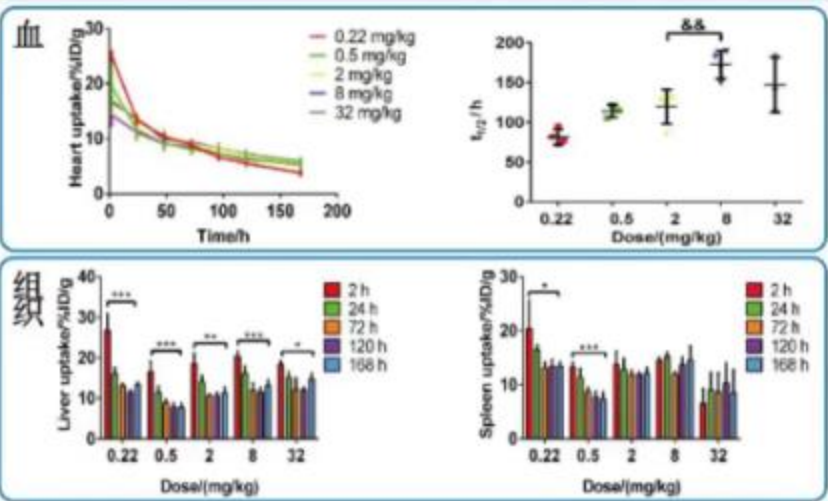 血
Heart uptake/%ID/g
30
20
10
0
0 50 100 150 200
Time/h
0.22 mg/kg
0.5 mg/kg
2 mg/kg
8 mg/kg
32 mg/kg
&&
t1/2/h
200
150
100
50
0
0.22 0.5 2 8 32
Dose/(mg/kg)
组织
Liver uptake/%ID/g
40
30
20
10
0
*** *** ** *** *
0.22 0.5 2 8 32
Dose/(mg/kg)
2 h
24 h
72 h
120 h
168 h
Spleen uptake/%ID/g
30
20
10
0
* ***
0.22 0.5 2 8 32
Dose/(mg/kg)
2 h
24 h
72 h
120 h
168 h